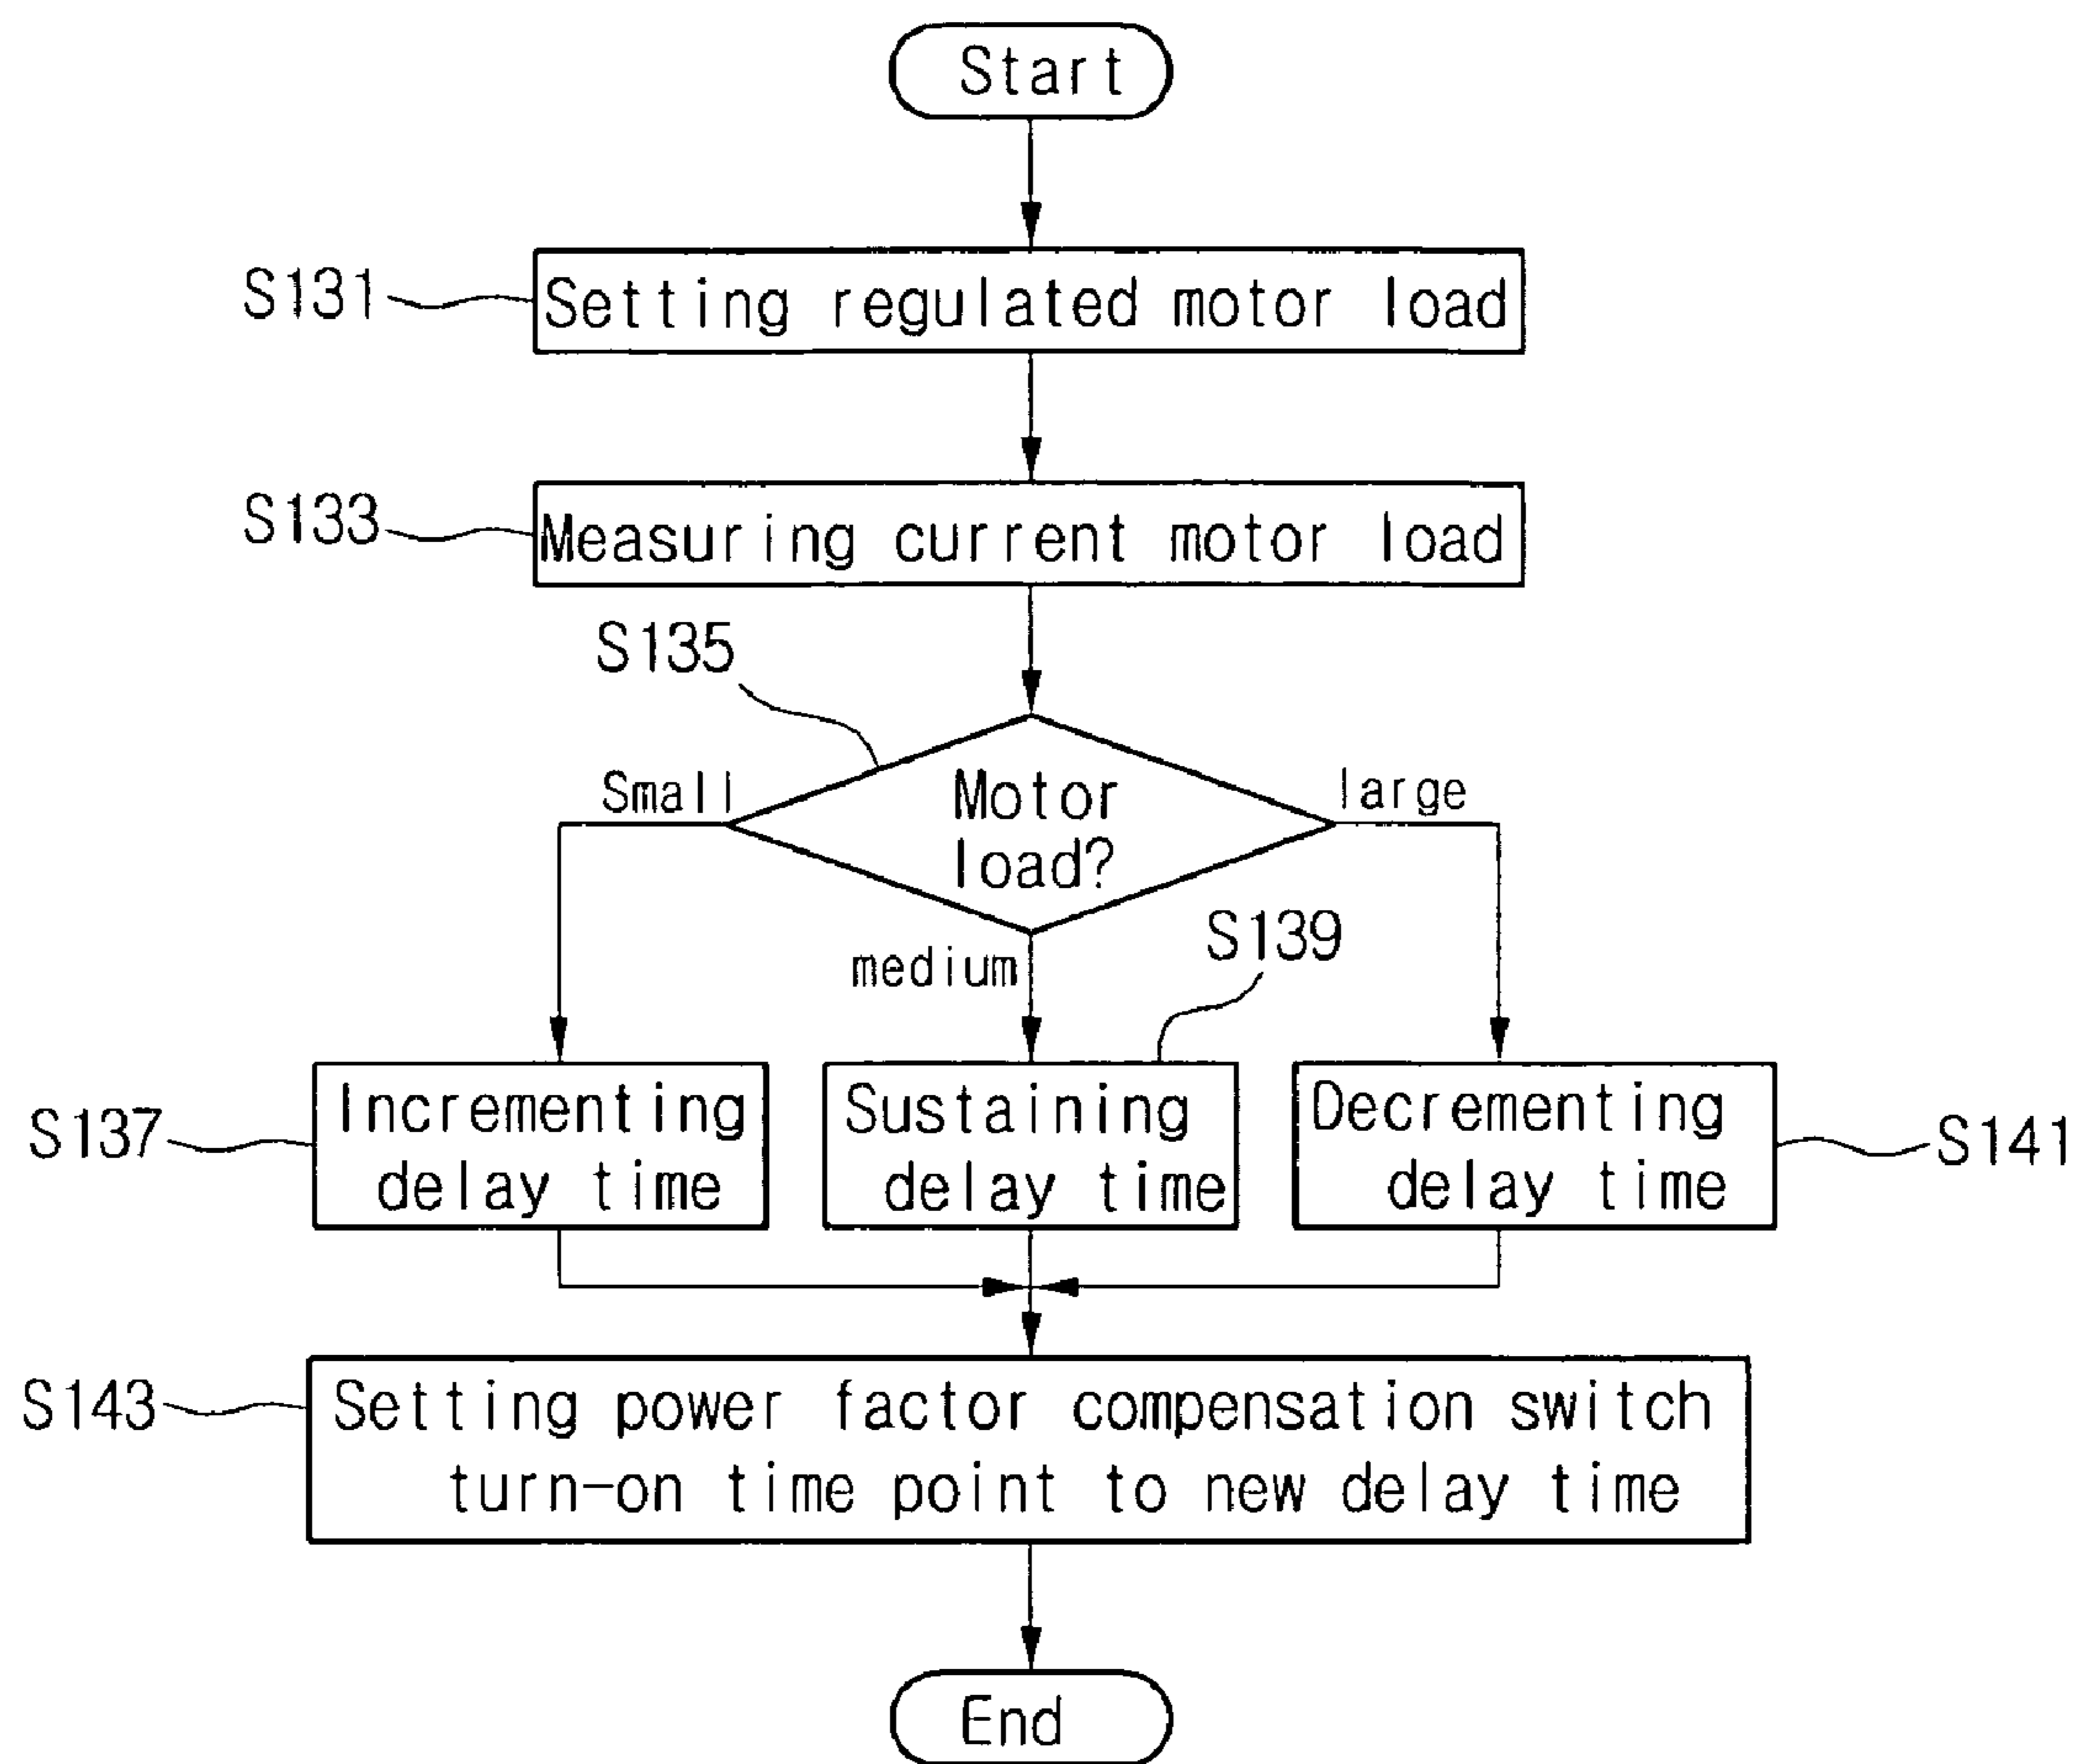 Start
S131
Setting regulated motor load
S133
Measuring current motor load
S135
Small
Motor
load?
large
medium
S139
S137
Incrementing
delay time
Sustaining
delay time
Decrementing
delay time
S141
S143
Setting power factor compensation switch
turn-on time point to new delay time
End